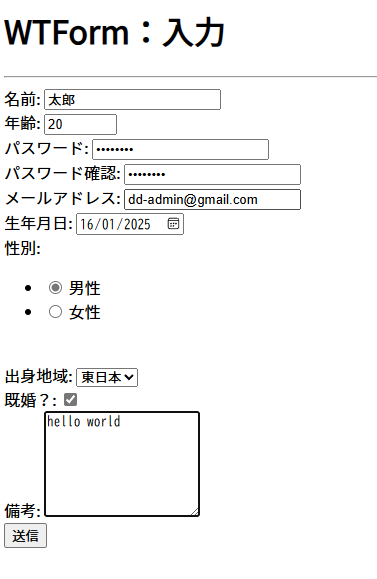 WTForm：入力
名前: 太郎
年齢: 20
パスワード: ••••••••
パスワード確認: ••••••••
メールアドレス: dd-admin@gmail.com
生年月日: 16/01/2025
性別:
男性
女性
出身地域: 東日本
既婚？:
hello world
備考:
送信